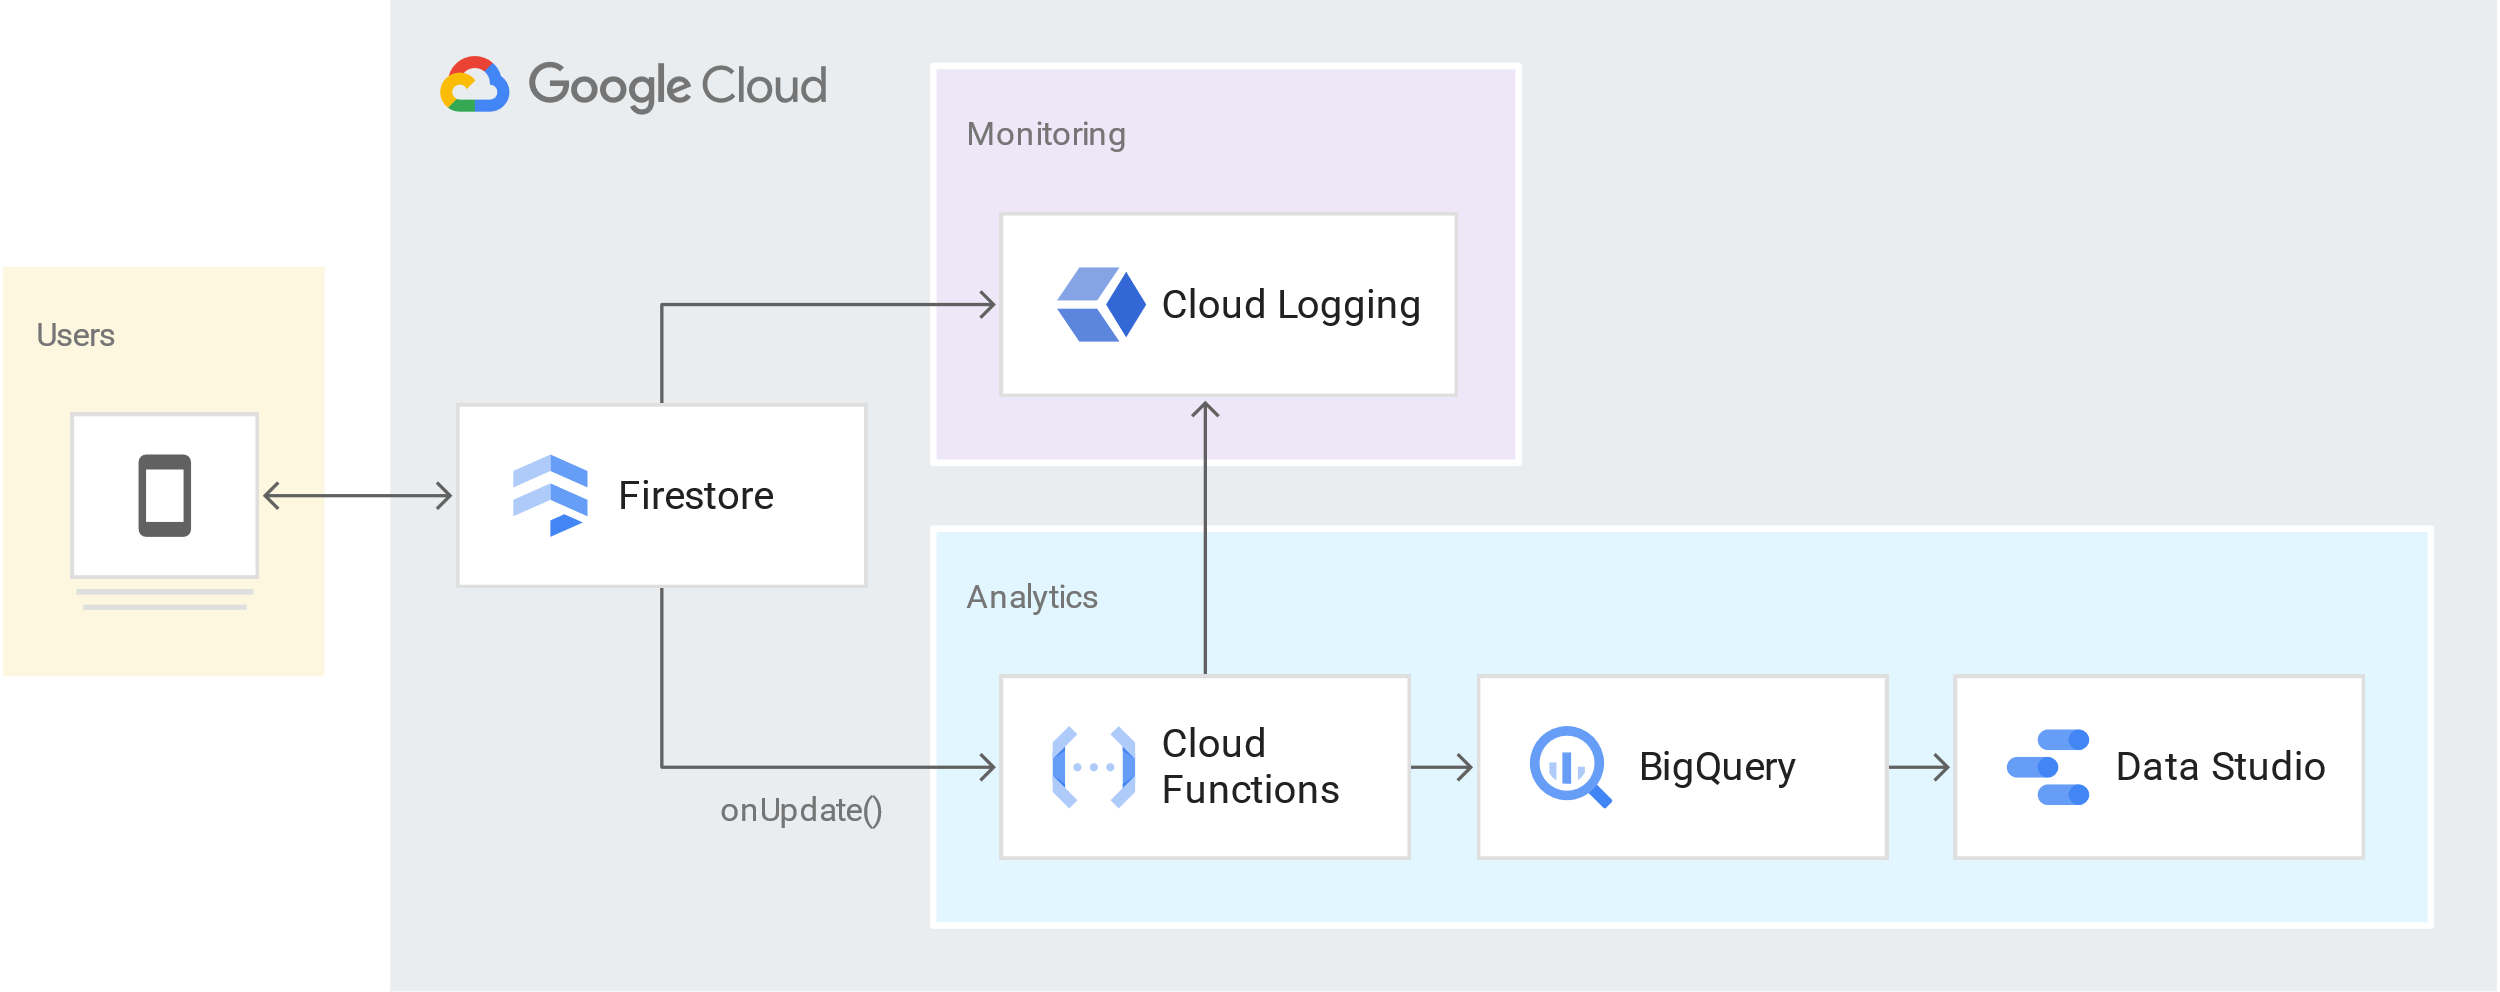 Google Cloud
Monitoring
Cloud Logging
Users
Firestore
Analytics
Cloud
Functions
BigQuery
Data Studio
onUpdate()